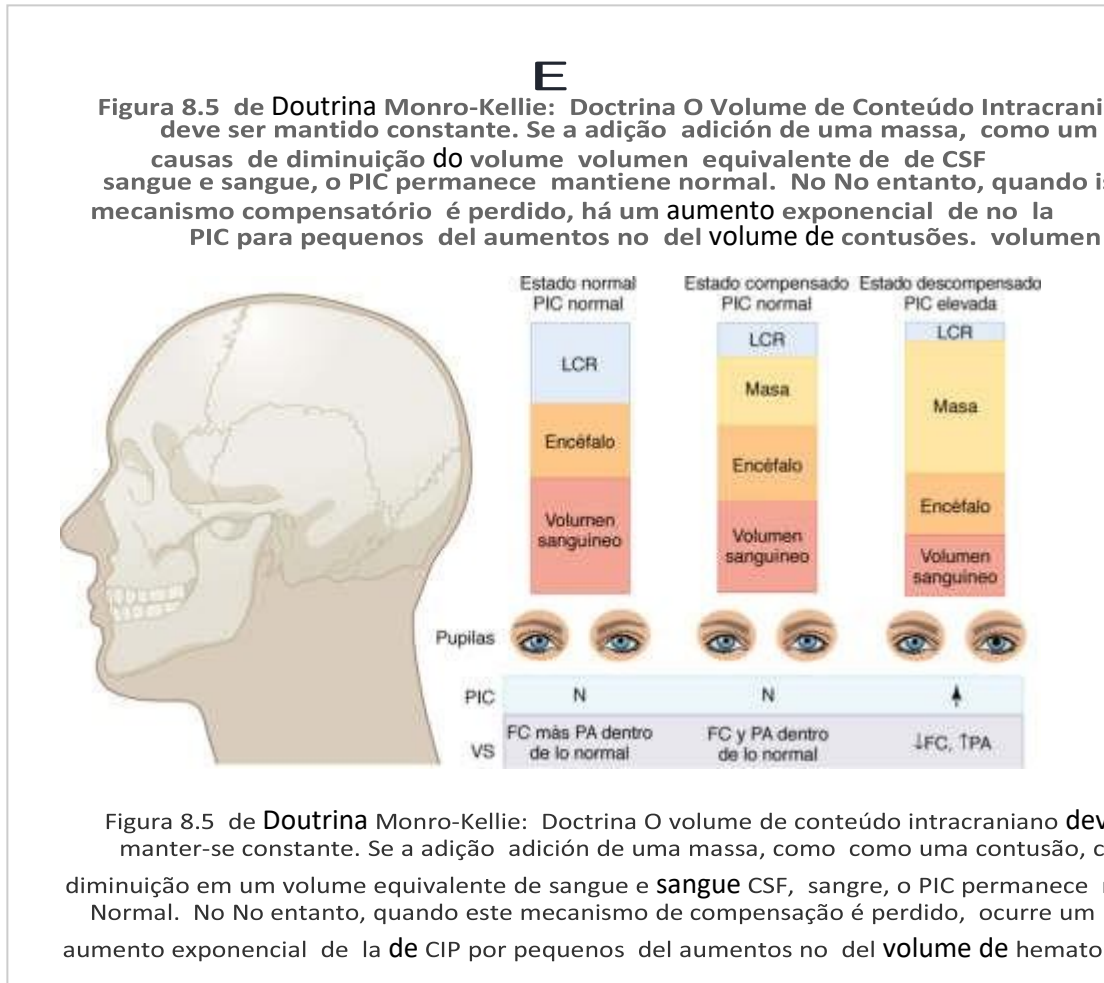 E
Figura 8.5 de Doutrina Monro-Kellie: Doctrina O Volume de Conteúdo Intracrani
deve ser mantido constante. Se a adição adición de uma massa, como um
causas de diminuição do volume volumen equivalente de de CSF
sangue e sangue, o PIC permanece mantiene normal. No No entanto, quando is
mecanismo compensatório é perdido, há um aumento exponencial de no la
PIC para pequenos del aumentos no del volume de contusões. volumen
Estado normal Estado compensado Estado descompensado
PIC normal PIC normal PIC elevada
LCR LCR LCR
Masa Masa
Encéfalo Encéfalo Encéfalo
Volumen sanguineo Volumen sanguineo Volumen sanguineo
Pupilas
PIC N N
VS FC más PA dentro de lo normal FC y PA dentro de lo normal ↓FC, ↑PA
Figura 8.5 de Doutrina Monro-Kellie: Doctrina O volume de conteúdo intracraniano dev
manter-se constante. Se a adição adición de uma massa, como como uma contusão, c
diminuição em um volume equivalente de sangue e sangue CSF, sangre, o PIC permanece
Normal. No No entanto, quando este mecanismo de compensação é perdido, ocurre um
aumento exponencial de la de CIP por pequenos del aumentos no del volume de hemato